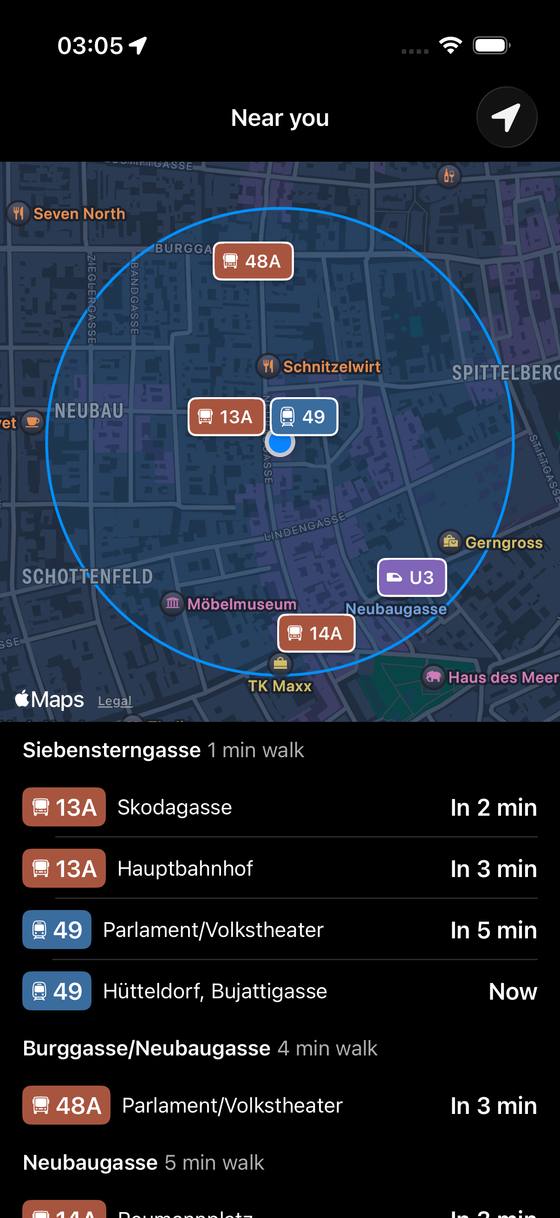 03:05
Near you
Seven North
BURGGA
48A
ZIEGLERGASSE
BANDGASSE
Schnitzelwirt
SPITTELBERG
NEUBAU
13A
49
STIFTGASSE
LINDENGASSE
Gerngross
SCHOTTENFELD
U3
Möbelmuseum
Neubaugasse
14A
Haus des Meer
TK Maxx
Maps
Legal
Siebensterngasse 1 min walk
13A Skodagasse In 2 min
13A Hauptbahnhof In 3 min
49 Parlament/Volkstheater In 5 min
49 Hütteldorf, Bujattigasse Now
Burggasse/Neubaugasse 4 min walk
48A Parlament/Volkstheater In 3 min
Neubaugasse 5 min walk